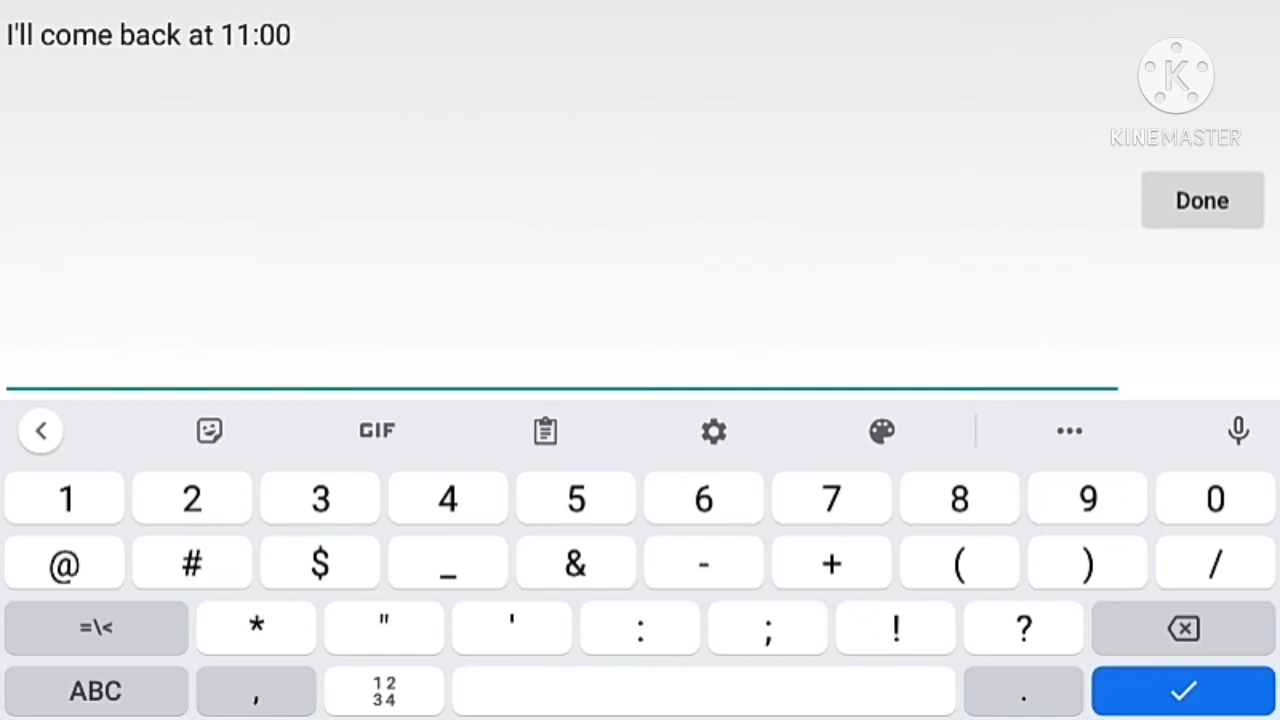 I'll come back at 11:00
K
KINEMASTER
Done
GIF
1 2 3 4 5 6 7 8 9 0
@ # $ _ & - + ( ) /
=\< * " ' : ; ! ?
ABC , 12 .
34